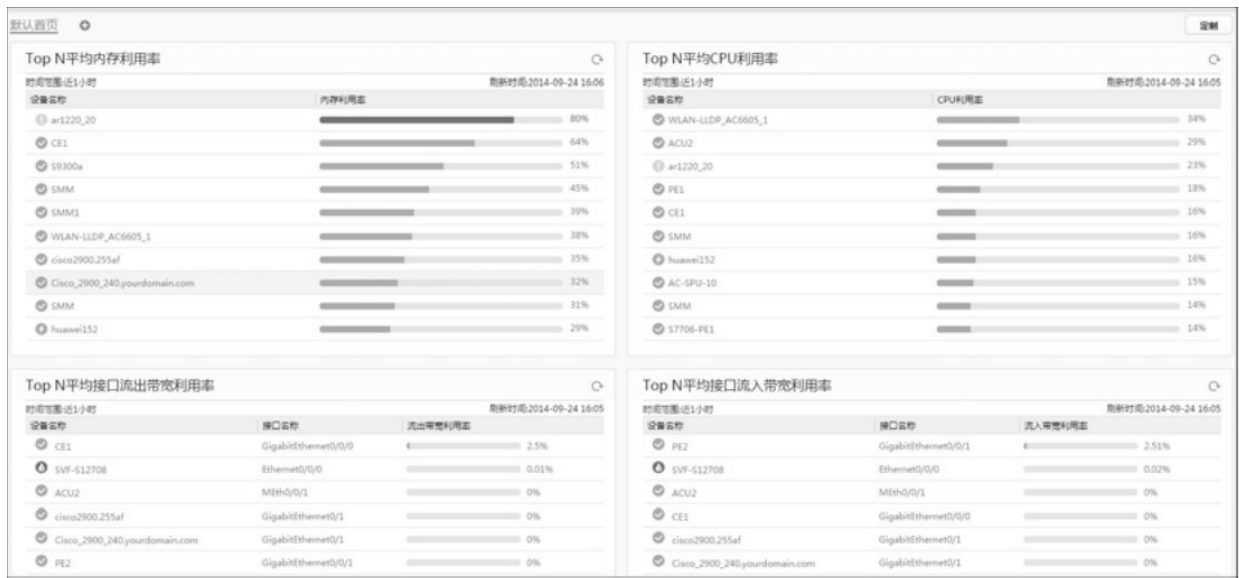 默认首页
定制
Top N平均内存利用率
时间范围:近1小时 刷新时间:2014-09-24 16:06
设备名称 内存利用率
ar1220_20 80%
CE1 64%
S9300a 51%
SMM 45%
SMM1 39%
WLAN-LLDP_AC6605_1 38%
cisco2900.255af 35%
Cisco_2900_240.yourdomain.com 32%
SMM 31%
huawei152 29%
Top N平均CPU利用率
时间范围:近1小时 刷新时间:2014-09-24 16:05
设备名称 CPU利用率
WLAN-LLDP_AC6605_1 34%
ACU2 29%
ar1220_20 23%
PE1 18%
CE1 16%
SMM 16%
huawei152 16%
AC-SPU-10 15%
SMM 14%
S7706-PE1 14%
Top N平均接口流出带宽利用率
时间范围:近1小时 刷新时间:2014-09-24 16:05
设备名称 接口名称 流出带宽利用率
CE1 GigabitEthernet0/0/0 2.5%
SVF-S12708 Ethernet0/0/0 0.01%
ACU2 MEth0/0/1 0%
cisco2900.255af GigabitEthernet0/1 0%
Cisco_2900_240.yourdomain.com GigabitEthernet0/1 0%
PE2 GigabitEthernet0/0/1 0%
Top N平均接口流入带宽利用率
时间范围:近1小时 刷新时间:2014-09-24 16:05
设备名称 接口名称 流入带宽利用率
PE2 GigabitEthernet0/0/1 2.51%
SVF-S12708 Ethernet0/0/0 0.02%
ACU2 MEth0/0/1 0%
CE1 GigabitEthernet0/0/0 0%
cisco2900.255af GigabitEthernet0/1 0%
Cisco_2900_240.yourdomain.com GigabitEthernet0/1 0%